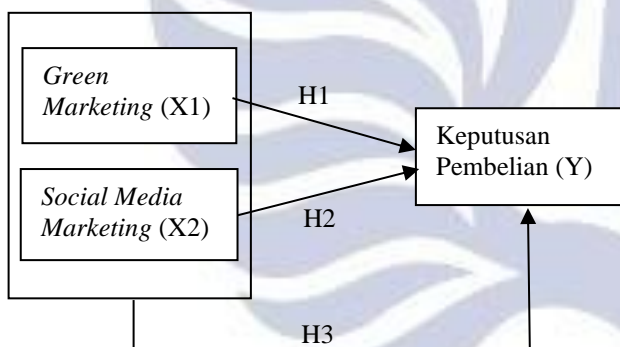 Green
Marketing (X1)
H1
Keputusan
Pembelian (Y)
Social Media
Marketing (X2)
H2
H3